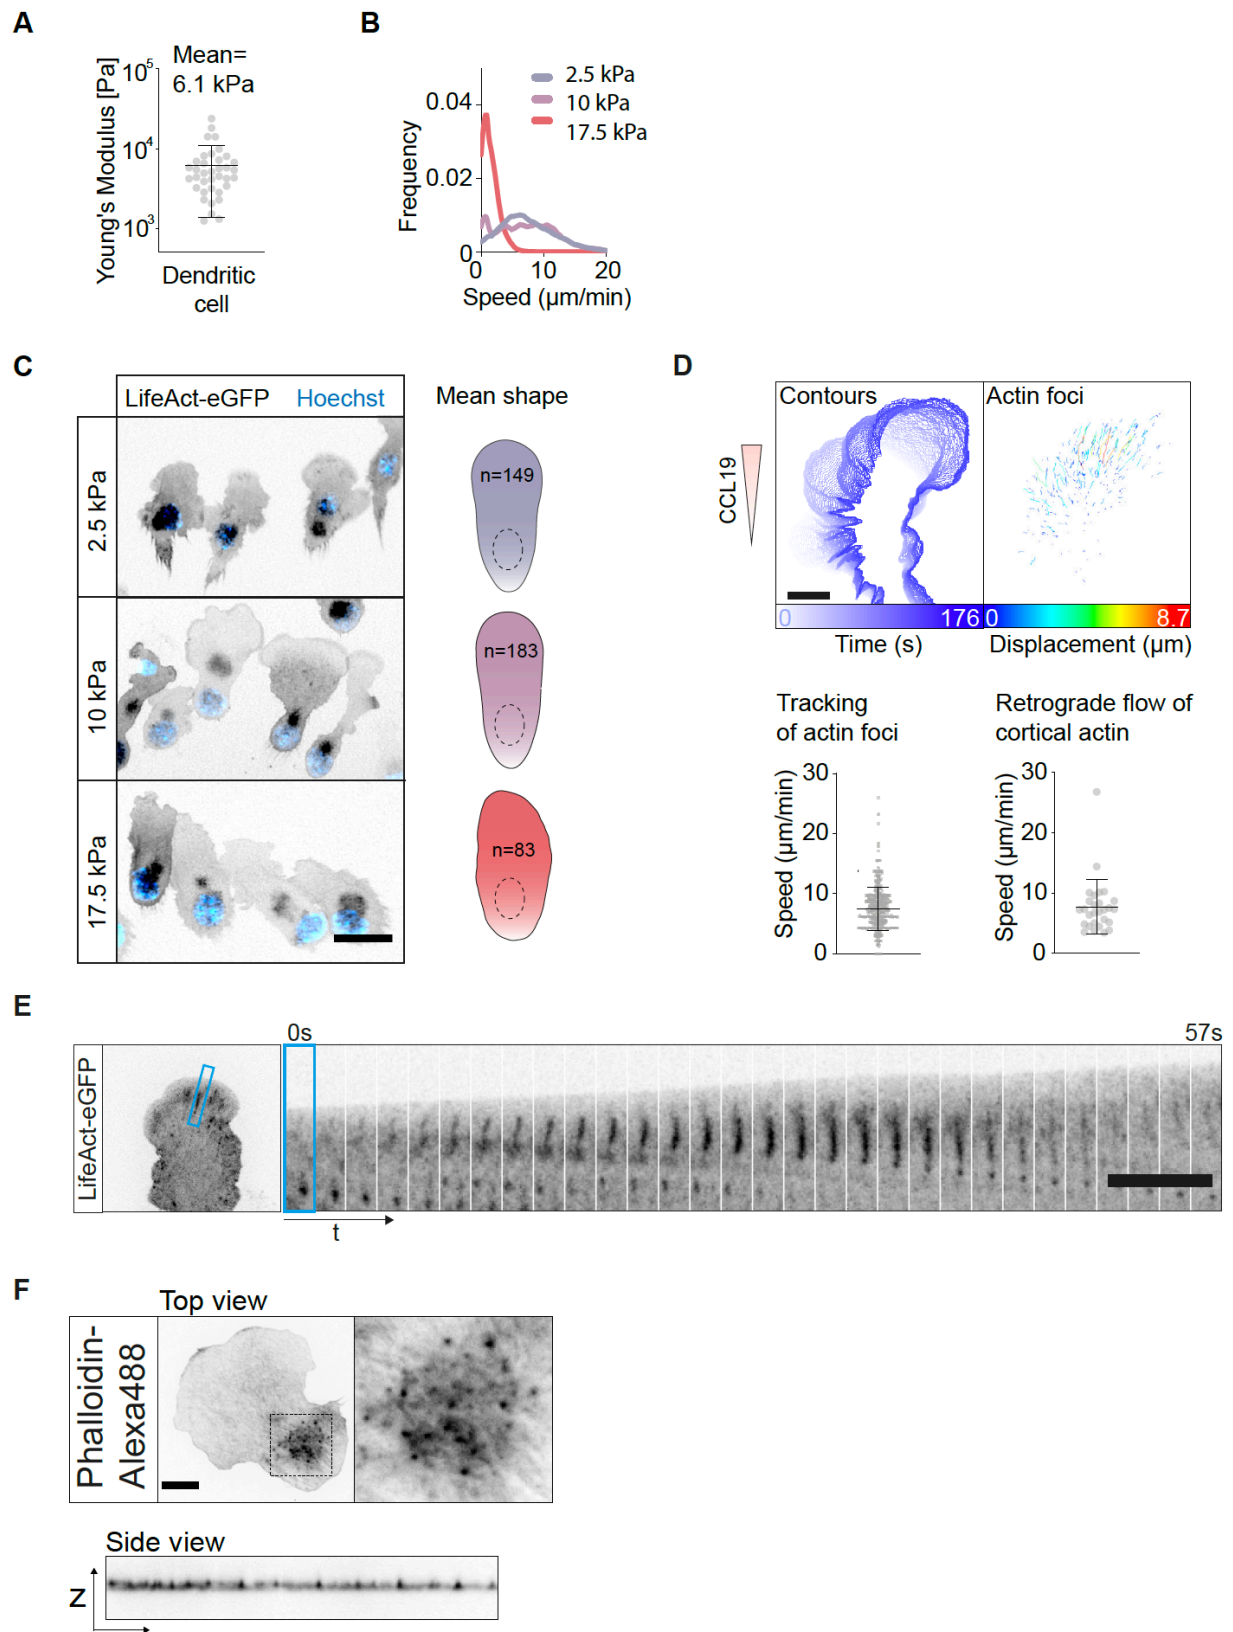 A
Mean=
6.1 kPa
Young's Modulus [Pa]
10^5
10^4
10^3
Dendritic
cell
B
2.5 kPa
10 kPa
17.5 kPa
Frequency
0.04
0.02
0
0 10 20
Speed (µm/min)
C
LifeAct-eGFP Hoechst
Mean shape
2.5 kPa
n=149
10 kPa
n=183
17.5 kPa
n=83
D
Contours
Actin foci
CCL19
0 176
0 8.7
Time (s)
Displacement (µm)
Tracking
of actin foci
Speed (µm/min)
30
20
10
0
Retrograde flow of
cortical actin
Speed (µm/min)
30
20
10
0
E
0s
57s
LifeAct-eGFP
t
F
Top view
Phalloidin-
Alexa488
Side view
Z